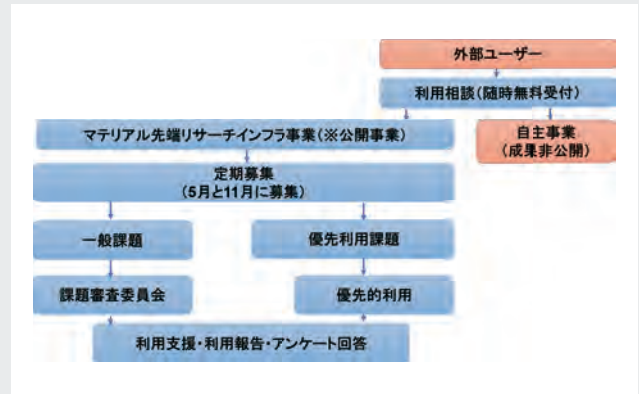 外部ユーザー
利用相談(随時無料受付)
マテリアル先端リサーチインフラ事業(※公開事業)
自主事業
(成果非公開)
定期募集
(5月と11月に募集)
一般課題
優先利用課題
課題審査委員会
優先的利用
利用支援・利用報告・アンケート回答